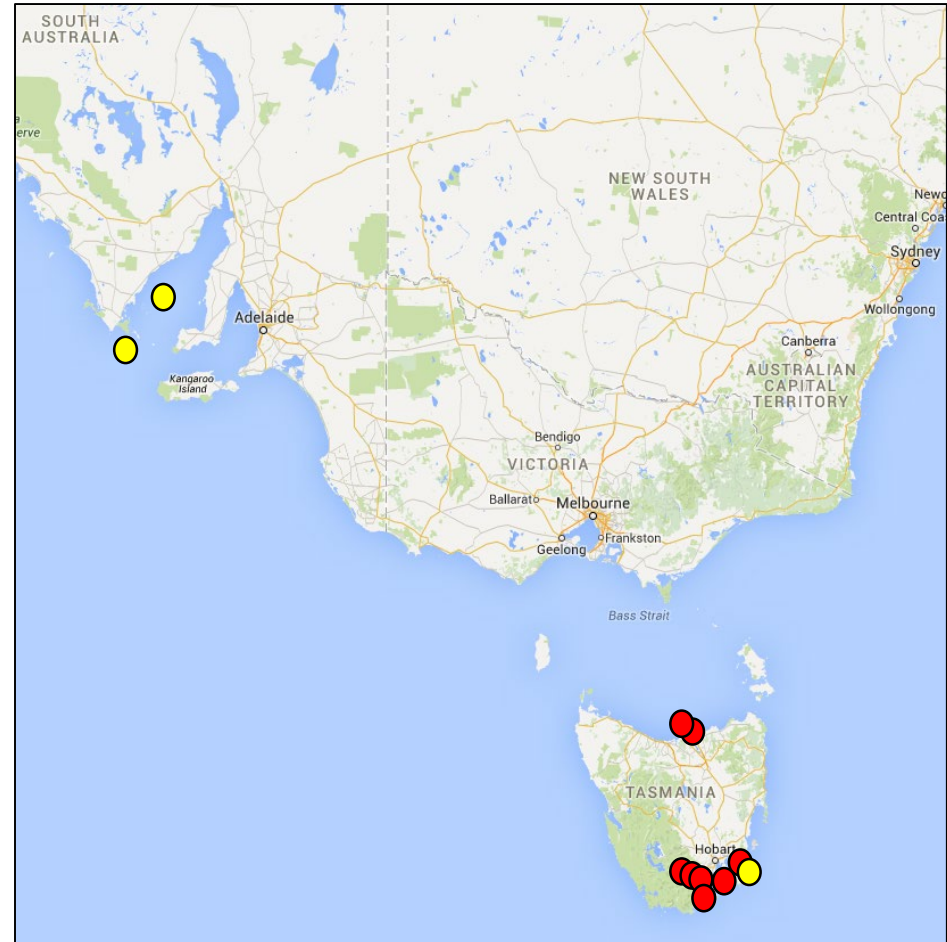 SOUTH
AUSTRALIA
erve
NEW SOUTH
WALES
Newc
Central Coa
Sydney
Wollongong
Adelaide
Canberra
AUSTRALIAN
CAPITAL
TERRITORY
Kangaroo
Island
Bendigo
VICTORIA
Ballarat
Melbourne
Geelong
Frankston
Bass Strait
TASMANIA
Hobart